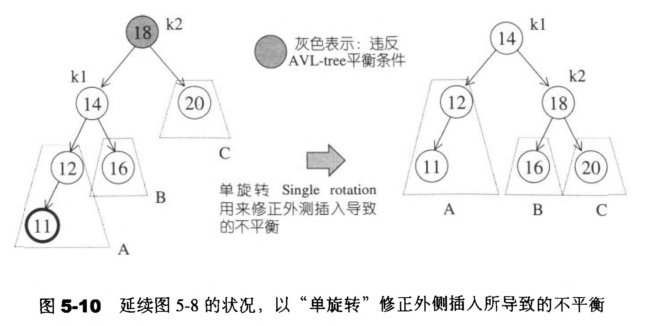 18
k2
k1
14
20
C
12
16
B
11
A
灰色表示：违反
AVL-tree平衡条件
单旋转 Single rotation
用来修正外测插入导致
的不平衡
14
k1
k2
12
18
11
16
20
A
B
C
图 5-10 延续图 5-8 的状况，以“单旋转”修正外侧插入所导致的不平衡